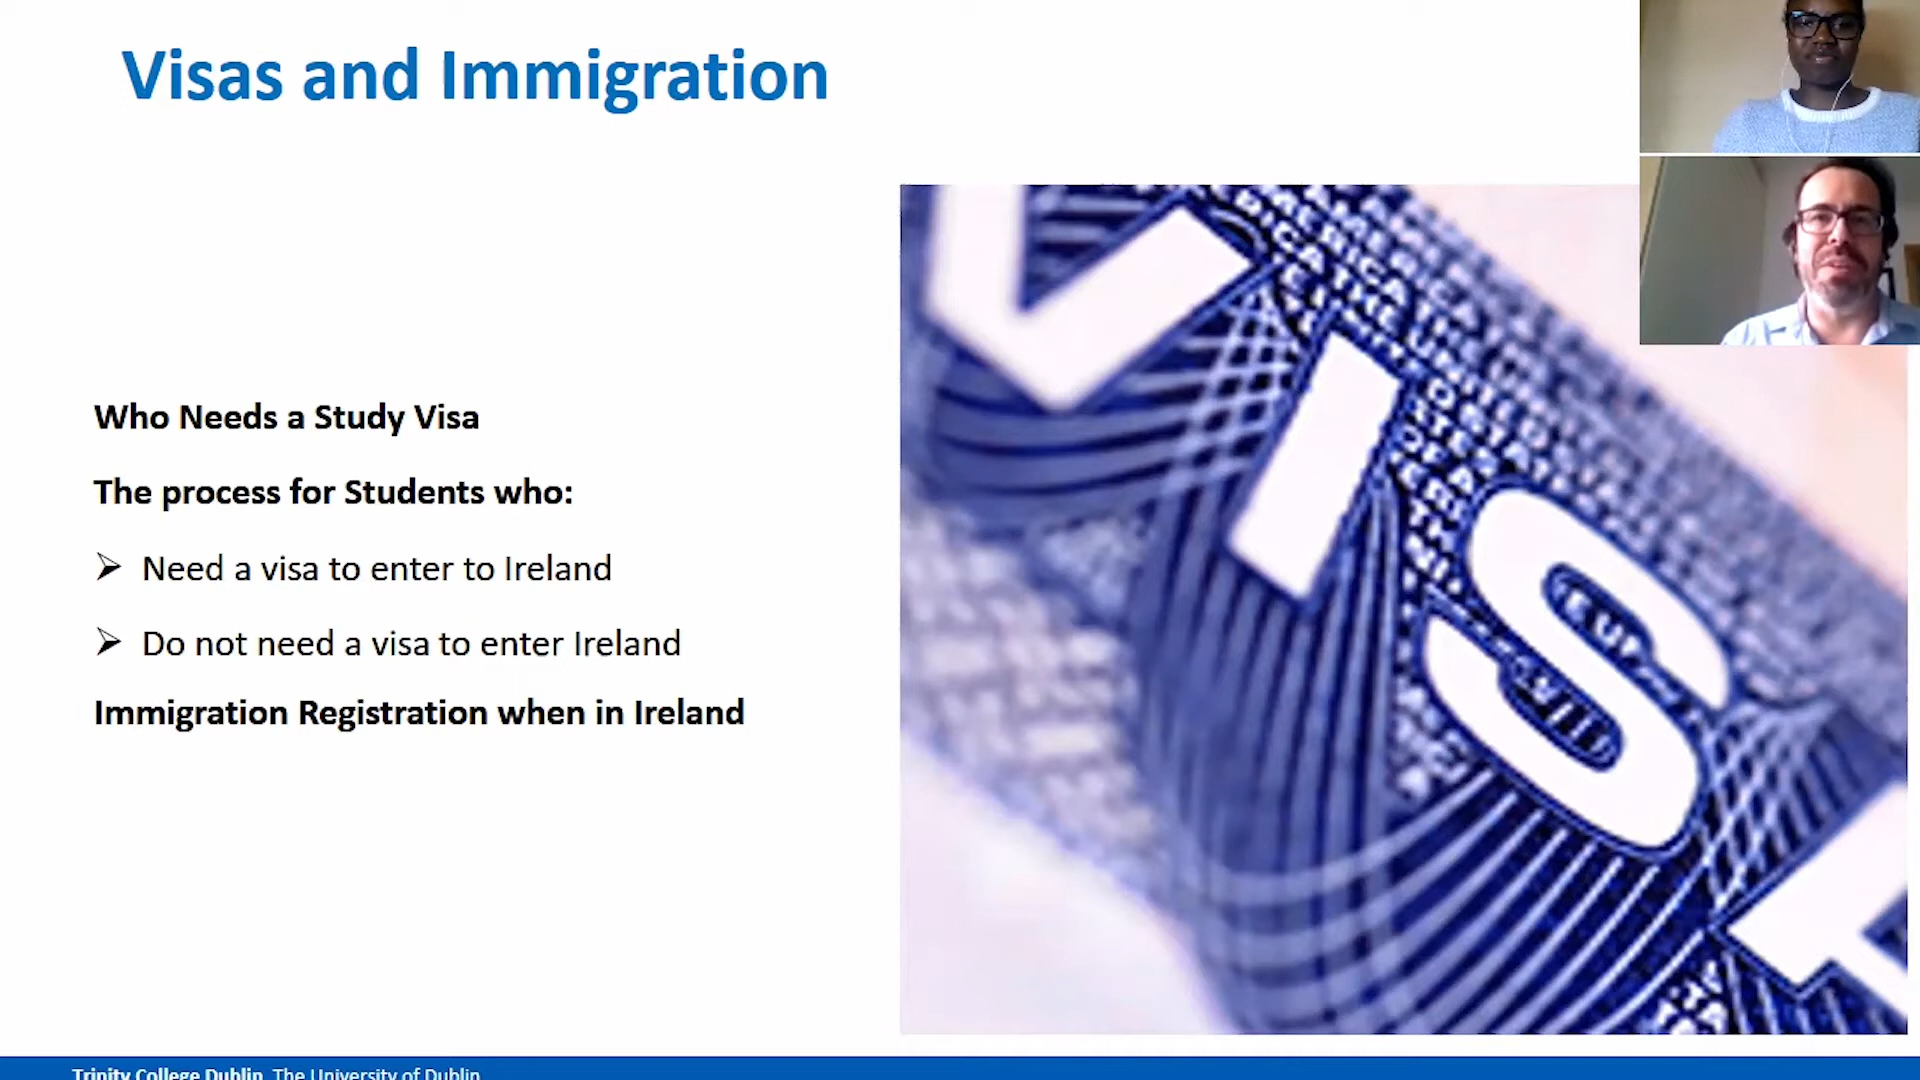 Visas and Immigration
Who Needs a Study Visa
The process for Students who:
Need a visa to enter to Ireland
Do not need a visa to enter Ireland
Immigration Registration when in Ireland
VISA
Trinity College Dublin, The University of Dublin